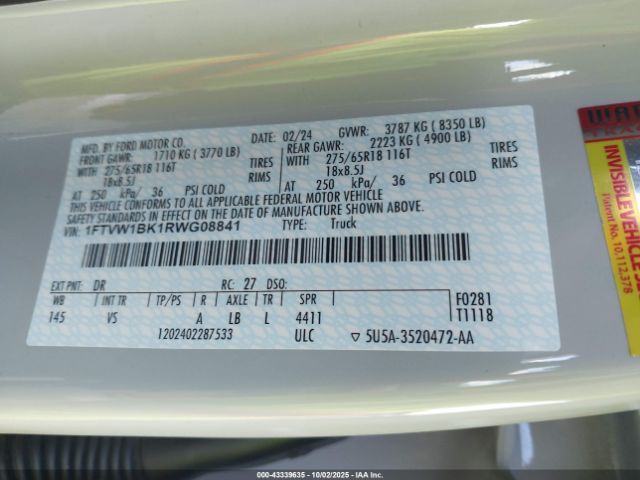 MFD. BY FORD MOTOR CO.
DATE: 02/24
GVWR: 3787 KG ( 8350 LB)
FRONT GAWR: 1710 KG ( 3770 LB)
REAR GAWR: 2223 KG ( 4900 LB)
WITH 275/65R18 116T TIRES
WITH 275/65R18 116T TIRES
18x8.5J RIMS
18x8.5J RIMS
AT 250 kPa/ 36 PSI COLD
AT 250 kPa/ 36 PSI COLD
THIS VEHICLE CONFORMS TO ALL APPLICABLE FEDERAL MOTOR VEHICLE
SAFETY STANDARDS IN EFFECT ON THE DATE OF MANUFACTURE SHOWN ABOVE.
VIN: 1FTVW1BK1RWG08841
TYPE: Truck
EXT PNT: DR RC: 27 DSO:
WB INT TR TP/PS R AXLE TR SPR
145 VS A LB L 4411
F0281
T1118
1202402287533 ULC
▽ 5U5A-3520472-AA
INVISIBLE VEHICLE
Patent No. 10,112,378
© 43339635 - 10/02/2025 - IAA, Inc.